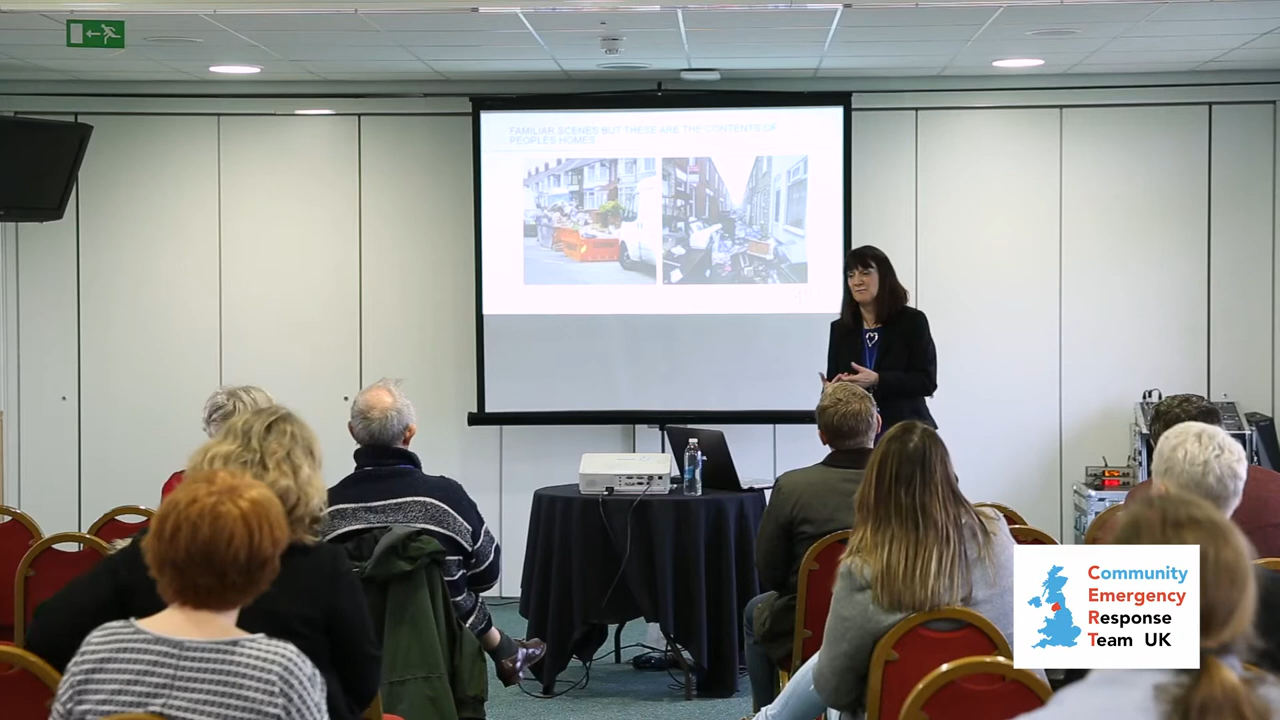 FAMILIAR SCENES BUT THESE ARE THE CONTENTS OF
PEOPLES HOMES
Community
Emergency
Response
Team UK